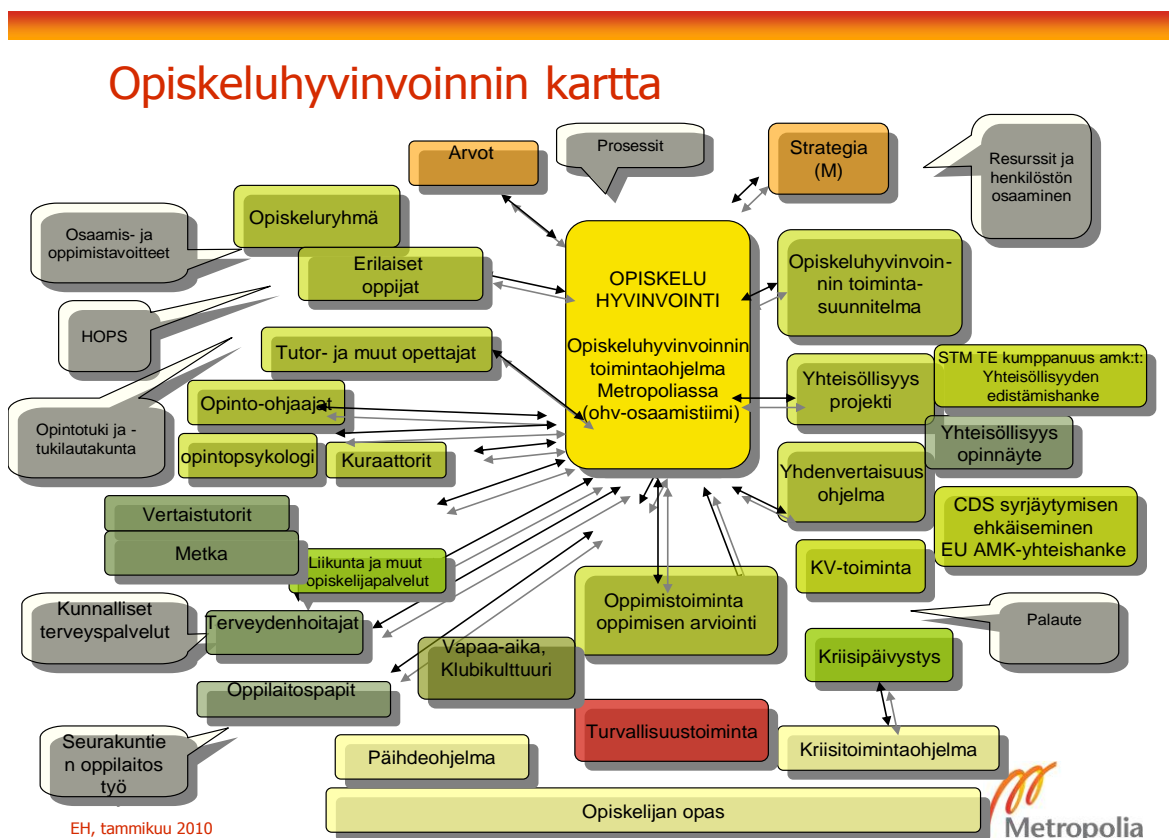 Opiskeluhyvinvoinnin kartta
Arvot
Prosessit
Strategia
(M)
Resurssit ja
henkilöstön
osaaminen
Osaamis- ja
oppimistavoitteet
Opiskeluryhmä
Erilaiset
oppijat
OPISKELU
HYVINVOINTI
Opiskeluhyvinvoinnin
toimintaohjelma
Metropoliassa
(ohv-osaamistiimi)
Opiskeluhyvinvoin-
nin toiminta-
suunnitelma
HOPS
Tutor- ja muut opettajat
Yhteisöllisyys
projekti
STM TE kumppanuus amk:t:
Yhteisöllisyyden
edistämishanke
Opinto-ohjaajat
Opintotuki ja -
tukilautakunta
opintopsykologi
Kuraattorit
Yhteisöllisyys
opinnäyte
Yhdenvertaisuus
ohjelma
Vertaistutorit
CDS syrjäytymisen
ehkäiseminen
EU AMK-yhteishanke
Metka
Liikunta ja muut
opiskelijapalvelut
KV-toiminta
Kunnalliset
terveyspalvelut
Terveydenhoitajat
Oppimistoiminta
oppimisen arviointi
Palaute
Vapaa-aika,
Klubikulttuuri
Kriisipäivystys
Oppilaitospapit
Seurakuntie
n oppilaitos
työ
Turvallisuustoiminta
Kriisitoimintaohjelma
Päihdeohjelma
Opiskelijan opas
EH, tammikuu 2010
Metropolia